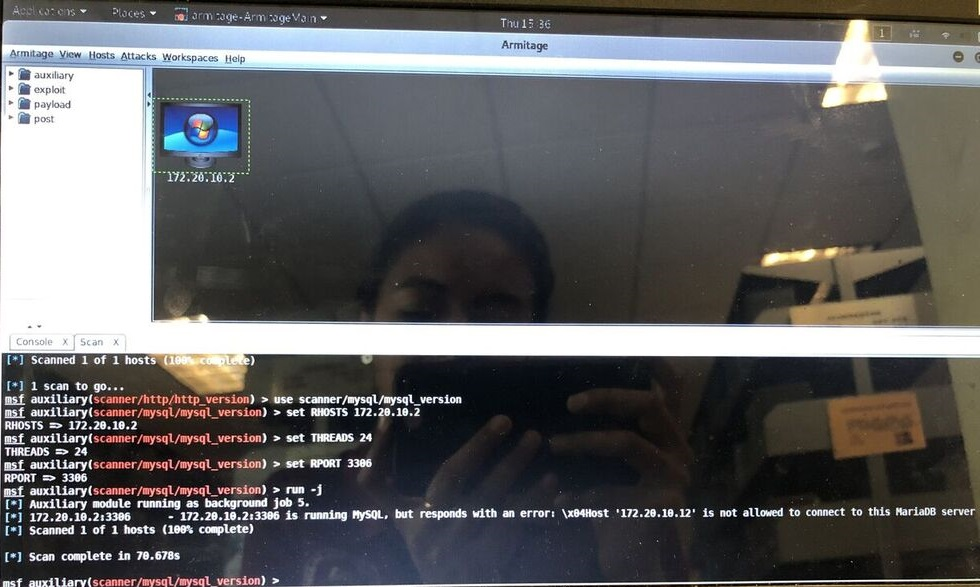 Applications Places armitage-ArmitageMain Thu 15:36 1
Armitage
Armitage View Hosts Attacks Workspaces Help
auxiliary
exploit
payload
post
172.20.10.2
Console X Scan X
[*] Scanned 1 of 1 hosts (100% complete)
[*] 1 scan to go...
msf auxiliary(scanner/http/http_version) > use scanner/mysql/mysql_version
msf auxiliary(scanner/mysql/mysql_version) > set RHOSTS 172.20.10.2
RHOSTS => 172.20.10.2
msf auxiliary(scanner/mysql/mysql_version) > set THREADS 24
THREADS => 24
msf auxiliary(scanner/mysql/mysql_version) > set RPORT 3306
RPORT => 3306
msf auxiliary(scanner/mysql/mysql_version) > run -j
[*] Auxiliary module running as background job 5.
[*] 172.20.10.2:3306 - 172.20.10.2:3306 is running MySQL, but responds with an error: \x04Host '172.20.10.12' is not allowed to connect to this MariaDB server
[*] Scanned 1 of 1 hosts (100% complete)
[*] Scan complete in 70.678s
msf auxiliary(scanner/mysql/mysql_version) >